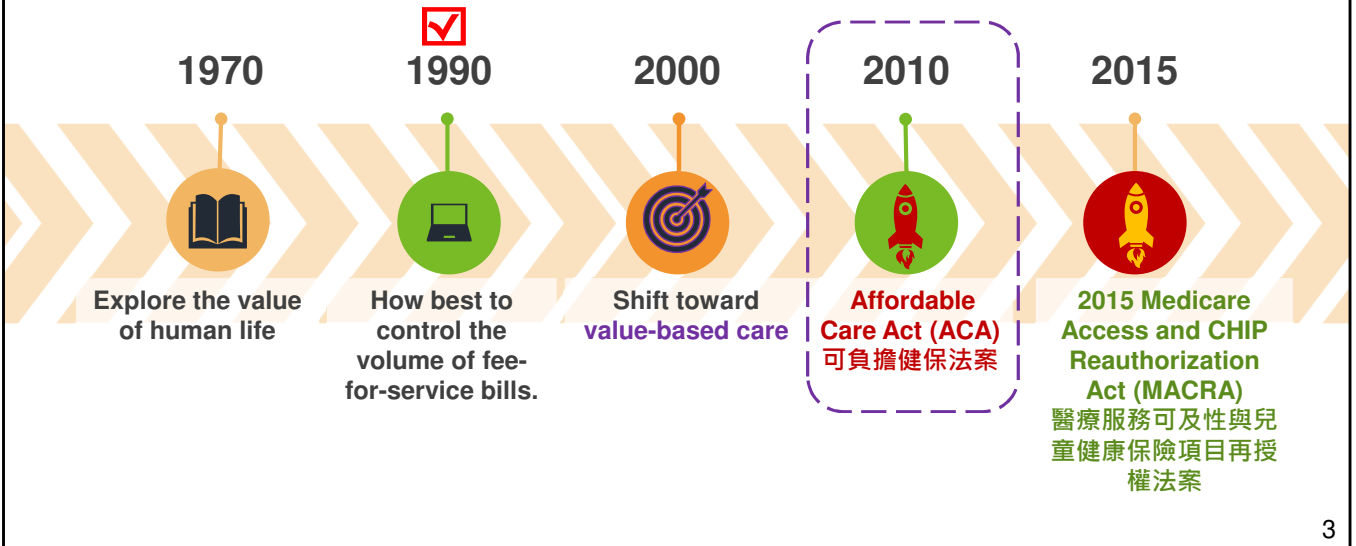 1970
1990
2000
2010
2015
Explore the value
of human life
How best to
control the
volume of fee-
for-service bills.
Shift toward
value-based care
Affordable
Care Act (ACA)
可負擔健保法案
2015 Medicare
Access and CHIP
Reauthorization
Act (MACRA)
醫療服務可及性與兒
童健康保險項目再授
權法案
3